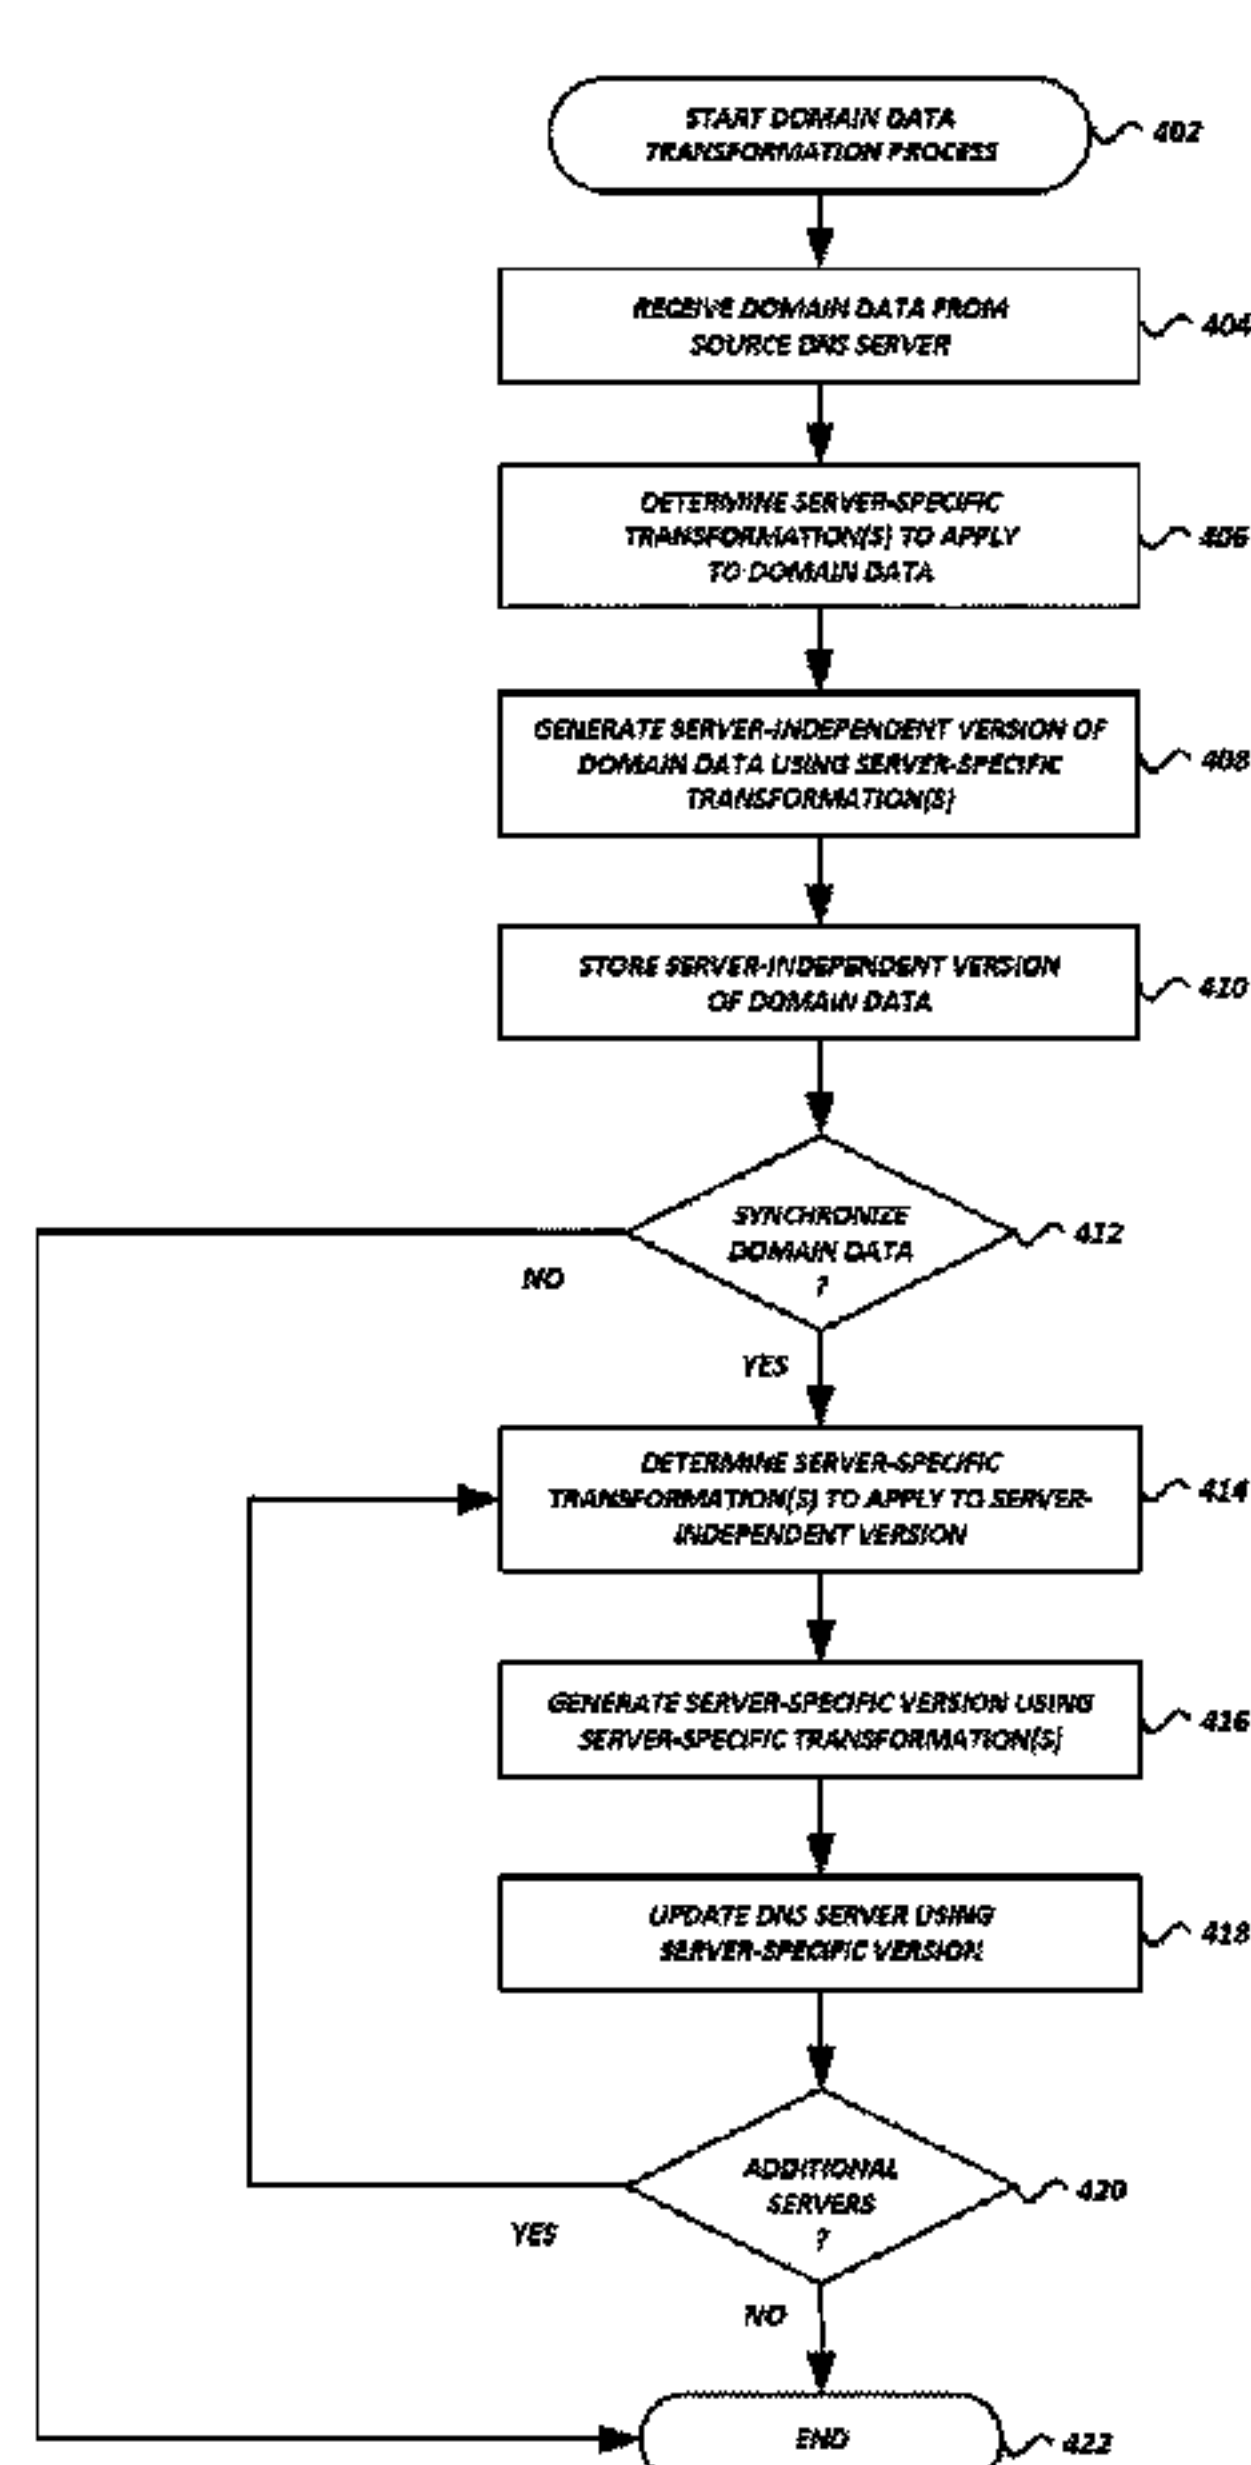 START DOMAIN DATA
TRANSFORMATION PROCESS
402
RECEIVE DOMAIN DATA FROM
SOURCE DNS SERVER
404
DETERMINE SERVER-SPECIFIC
TRANSFORMATION(S) TO APPLY
TO DOMAIN DATA
406
GENERATE SERVER-INDEPENDENT VERSION OF
DOMAIN DATA USING SERVER-SPECIFIC
TRANSFORMATION(S)
408
STORE SERVER-INDEPENDENT VERSION
OF DOMAIN DATA
410
SYNCHRONIZE
DOMAIN DATA
?
412
NO
YES
DETERMINE SERVER-SPECIFIC
TRANSFORMATION(S) TO APPLY TO SERVER-
INDEPENDENT VERSION
414
GENERATE SERVER-SPECIFIC VERSION USING
SERVER-SPECIFIC TRANSFORMATION(S)
416
UPDATE DNS SERVER USING
SERVER-SPECIFIC VERSION
418
ADDITIONAL
SERVERS
?
420
YES
NO
END
422